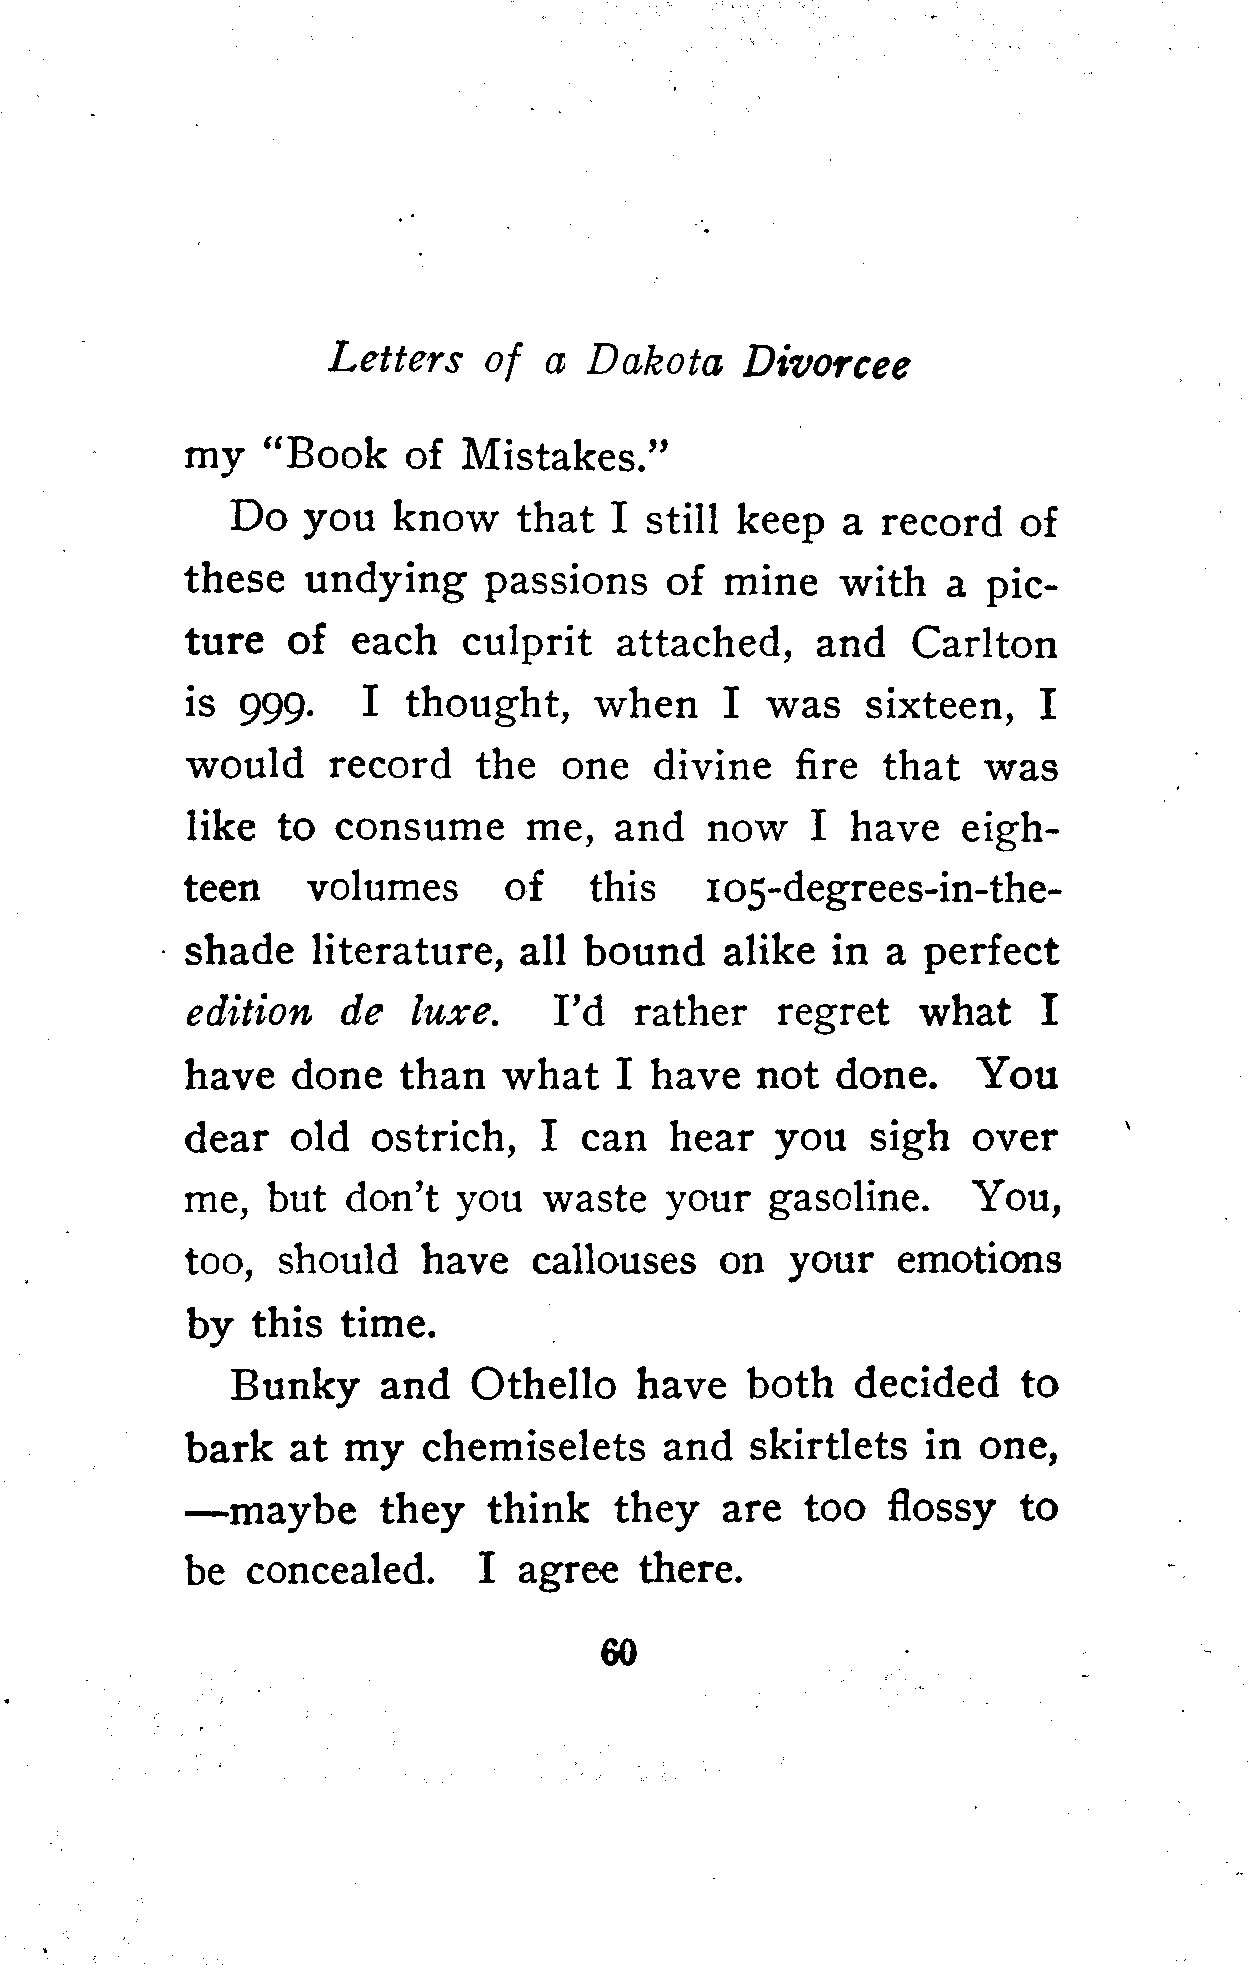 Letters of a Dakota Divorcee
my “Book of Mistakes.”
Do you know that I still keep a record of
these undying passions of mine with a pic-
ture of each culprit attached, and Carlton
is 999. I thought, when I was sixteen, I
would record the one divine fire that was
like to consume me, and now I have eigh-
teen volumes of this 105-degrees-in-the-
shade literature, all bound alike in a perfect
edition de luxe. I’d rather regret what I
have done than what I have not done. You
dear old ostrich, I can hear you sigh over
me, but don’t you waste your gasoline. You,
too, should have callouses on your emotions
by this time.
Bunky and Othello have both decided to
bark at my chemiselets and skirtlets in one,
—maybe they think they are too flossy to
be concealed. I agree there.
60